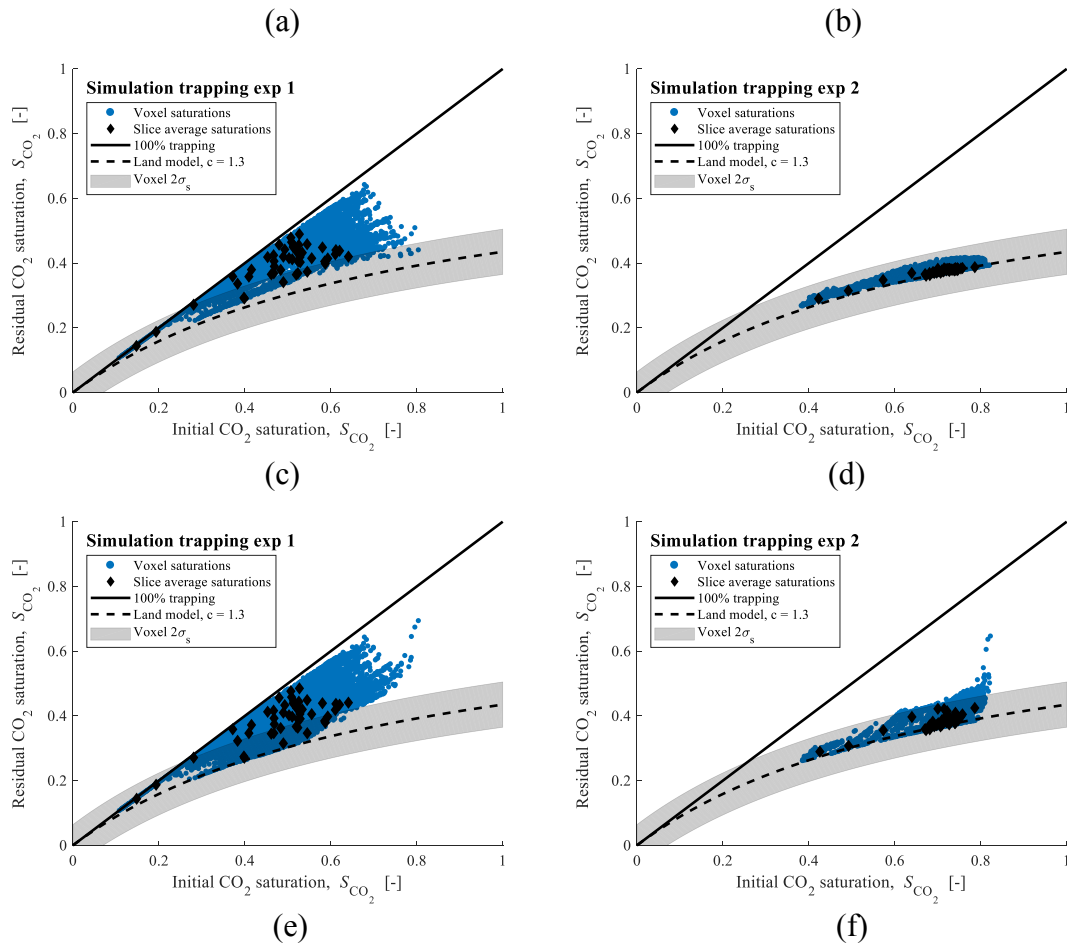 (a)
(b)
Simulation trapping exp 1
Voxel saturations
Slice average saturations
100% trapping
Land model, c = 1.3
Voxel 2σs
Residual CO2 saturation, SCO2 [-]
1
0.8
0.6
0.4
0.2
0
0
0.2
0.4
0.6
0.8
1
Initial CO2 saturation, SCO2 [-]
Simulation trapping exp 2
Voxel saturations
Slice average saturations
100% trapping
Land model, c = 1.3
Voxel 2σs
Residual CO2 saturation, SCO2 [-]
1
0.8
0.6
0.4
0.2
0
0
0.2
0.4
0.6
0.8
1
Initial CO2 saturation, SCO2 [-]
(c)
(d)
Simulation trapping exp 1
Voxel saturations
Slice average saturations
100% trapping
Land model, c = 1.3
Voxel 2σs
Residual CO2 saturation, SCO2 [-]
1
0.8
0.6
0.4
0.2
0
0
0.2
0.4
0.6
0.8
1
Initial CO2 saturation, SCO2 [-]
Simulation trapping exp 2
Voxel saturations
Slice average saturations
100% trapping
Land model, c = 1.3
Voxel 2σs
Residual CO2 saturation, SCO2 [-]
1
0.8
0.6
0.4
0.2
0
0
0.2
0.4
0.6
0.8
1
Initial CO2 saturation, SCO2 [-]
(e)
(f)